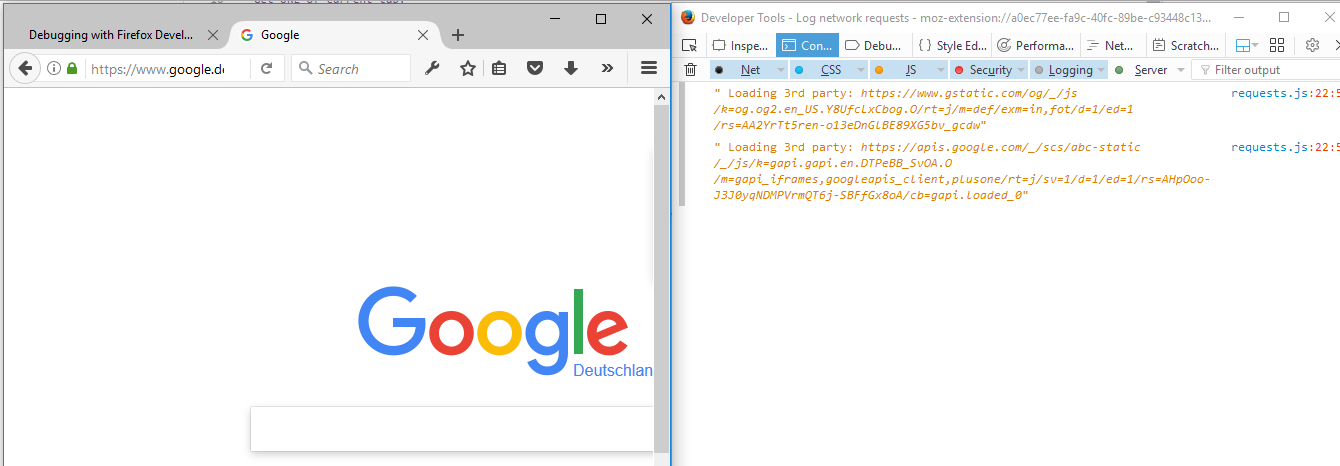 Debugging with Firefox Devel...
Google
https://www.google.de
Search
Google
Deutschlan
Developer Tools - Log network requests - moz-extension://a0ec77ee-fa9c-40fc-89be-c93448c13...
Inspe...
Con...
Debu...
Style Ed...
Performa...
Net...
Scratch...
Net
CSS
JS
Security
Logging
Server
Filter output
" Loading 3rd party: https://www.gstatic.com/og/_/js
requests.js:22:5
/k=og.og2.en_US.Y8UfcLxCbog.O/rt=j/m=def/exm=in,fot/d=1/ed=1
/rs=AA2YrTt5ren-o13eDnGlBE89XG5bv_gcdw"
" Loading 3rd party: https://apis.google.com/_/scs/abc-static
requests.js:22:5
/_/js/k=gapi.gapi.en.DTPeBB_SvOA.O
/m=gapi_iframes,googleapis_client,plusone/rt=j/sv=1/d=1/ed=1/rs=AHpOoo-
J3J0yqNDMPVrmQT6j-SBFfGx8oA/cb=gapi.loaded_0"